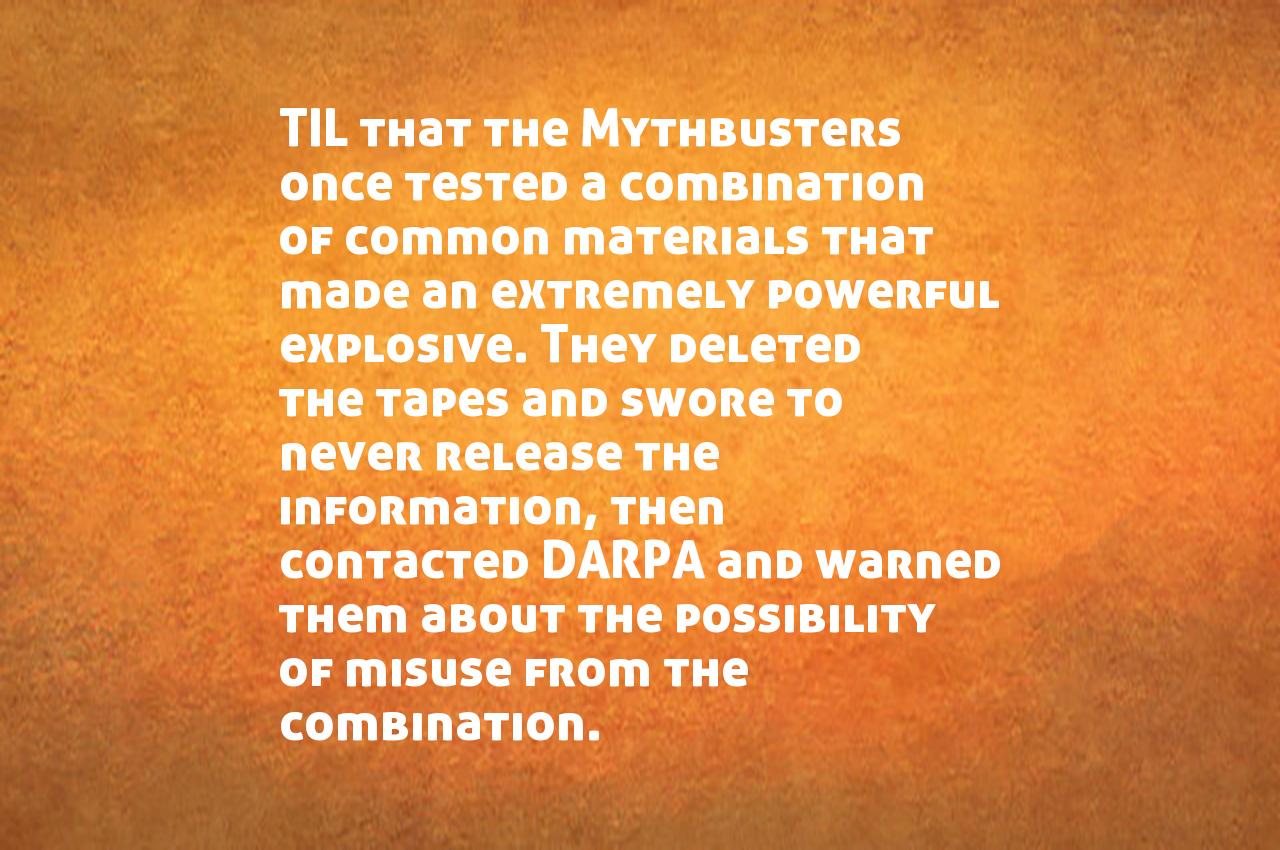 TIL that the Mythbusters
once tested a combination
of common materials that
made an extremely powerful
explosive. They deleted
the tapes and swore to
never release the
information, then
contacted DARPA and warned
them about the possibility
of misuse from the
combination.